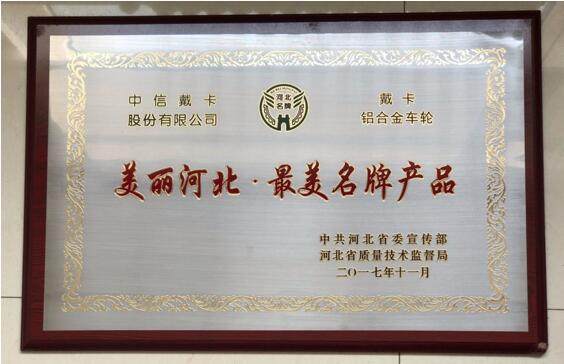 中信戴卡
股份有限公司
河北
名牌
戴卡
铝合金车轮
美丽河北·最美名牌产品
中共河北省委宣传部
河北省质量技术监督局
二〇一七年十一月